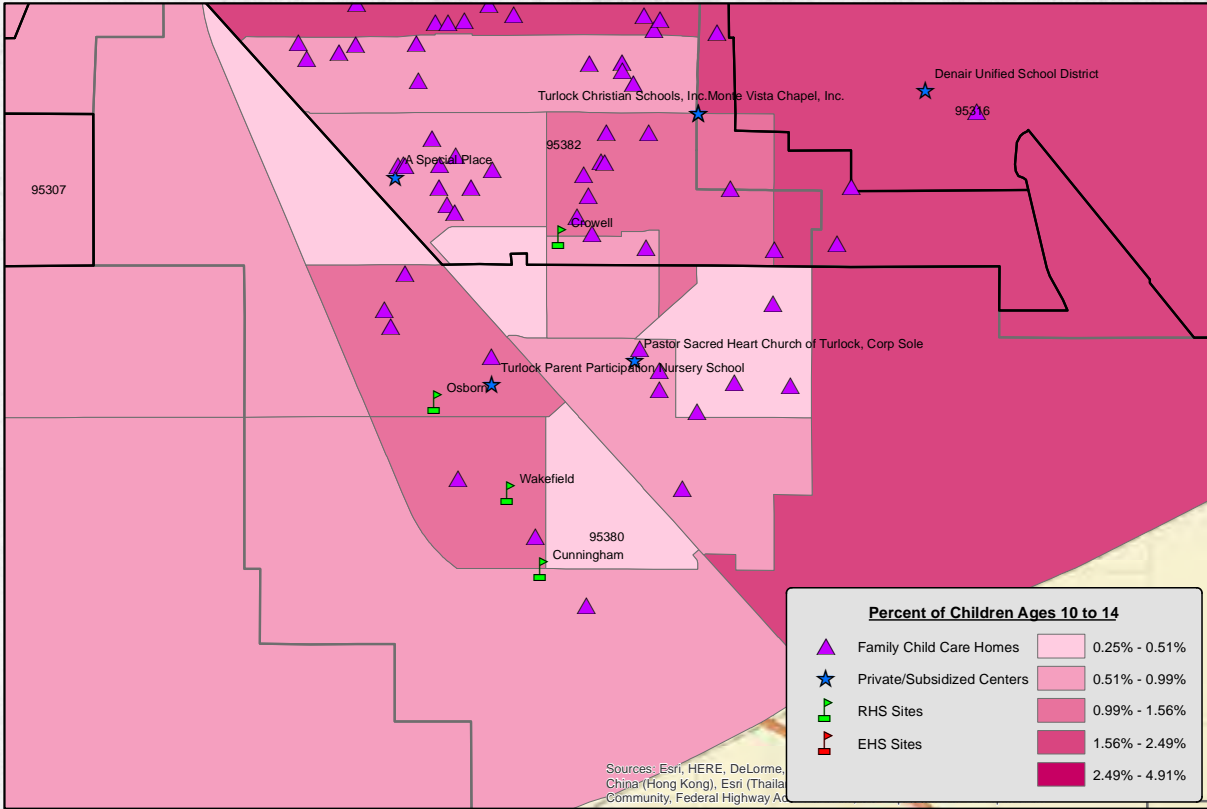 Denair Unified School District
Turlock Christian Schools, Inc.Monte Vista Chapel, Inc.
95316
95382
A Special Place
95307
Crowell
Pastor Sacred Heart Church of Turlock, Corp Sole
Turlock Parent Participation Nursery School
Osborn
Wakefield
95380
Cunningham
Percent of Children Ages 10 to 14
Family Child Care Homes
0.25% - 0.51%
Private/Subsidized Centers
0.51% - 0.99%
RHS Sites
0.99% - 1.56%
EHS Sites
1.56% - 2.49%
2.49% - 4.91%
Sources: Esri, HERE, DeLorme,
China (Hong Kong), Esri
Community, Federal Highway